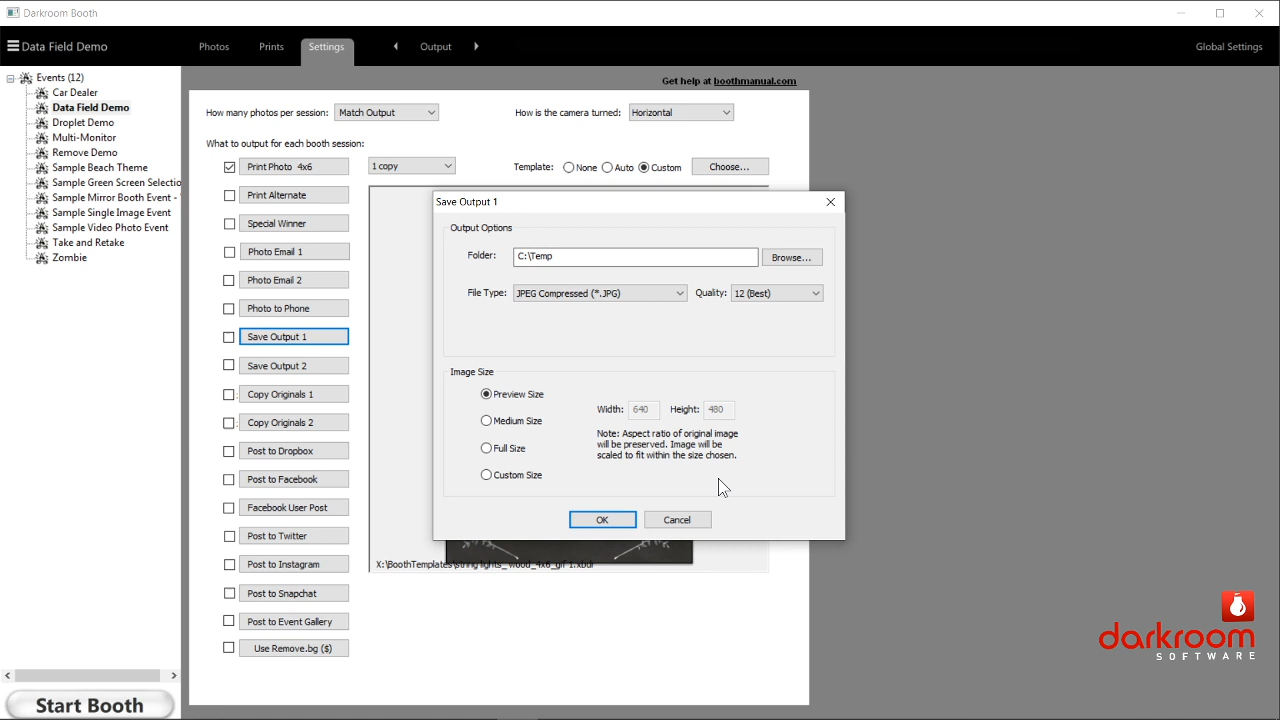 Darkroom Booth
Data Field Demo
Photos
Prints
Settings
Output
Global Settings
Events (12)
Car Dealer
Data Field Demo
Droplet Demo
Multi-Monitor
Remove Demo
Sample Beach Theme
Sample Green Screen Selectio
Sample Mirror Booth Event -
Sample Single Image Event
Sample Video Photo Event
Take and Retake
Zombie
Start Booth
Get help at boothmanual.com
How many photos per session: Match Output
How is the camera turned: Horizontal
What to output for each booth session:
Print Photo 4x6
1 copy
Template: None Auto Custom Choose...
Print Alternate
Special Winner
Photo Email 1
Photo Email 2
Photo to Phone
Save Output 1
Save Output 2
Copy Originals 1
Copy Originals 2
Post to Dropbox
Post to Facebook
Facebook User Post
Post to Twitter
Post to Instagram
Post to Snapchat
Post to Event Gallery
Use Remove.bg ($)
Save Output 1
Output Options
Folder: C:\Temp Browse...
File Type: JPEG Compressed (*.JPG) Quality: 12 (Best)
Image Size
Preview Size
Medium Size
Full Size
Custom Size
Width: 640 Height: 480
Note: Aspect ratio of original image
will be preserved. Image will be
scaled to fit within the size chosen.
OK Cancel
X:\BoothTemplates\string lights_ wood_4x6_gif 1.xbdr
darkroom
SOFTWARE